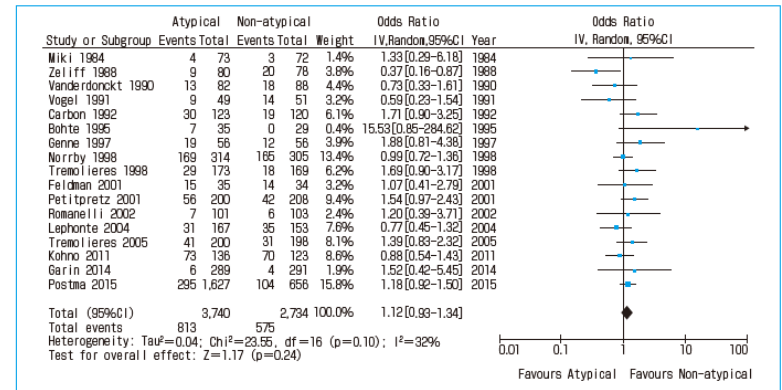 Atypical Non-atypical Odds Ratio Odds Ratio
Study or Subgroup Events Total Events Total Weight IV,Random,95%CI Year IV, Random, 95%CI
Miki 1984 4 73 3 72 1.4% 1.33[0.29-6.18] 1984
Zeliff 1988 9 80 20 78 4.0% 0.37[0.16-0.87] 1988
Vanderdonckt 1990 13 82 18 88 4.4% 0.73[0.33-1.61] 1990
Vogel 1991 9 49 14 51 3.1% 0.59[0.23-1.54] 1991
Carbon 1992 30 123 19 120 6.1% 1.71[0.90-3.25] 1992
Bohte 1995 7 35 0 29 0.4% 15.53[0.85-284.62] 1995
Genne 1997 19 56 12 56 3.9% 1.88[0.81-4.38] 1997
Norrby 1998 169 314 165 305 13.4% 0.99[0.72-1.36] 1998
Tremolieres 1998 29 173 18 169 6.3% 1.69[0.90-3.17] 1998
Feldman 2001 15 35 14 34 3.1% 1.07[0.41-2.79] 2001
Petitpretz 2001 56 200 42 208 9.3% 1.54[0.97-2.43] 2001
Romanelli 2002 7 101 6 103 2.4% 1.20[0.39-3.71] 2002
Lephonte 2004 31 167 35 153 7.6% 0.77[0.45-1.32] 2004
Tremolieres 2005 41 200 31 198 8.0% 1.39[0.83-2.32] 2005
Kohno 2011 73 136 70 123 8.4% 0.88[0.54-1.43] 2011
Garin 2014 6 289 4 291 2.1% 1.52[0.42-5.45] 2014
Postma 2015 295 1,627 104 656 15.8% 1.18[0.92-1.50] 2015
Total (95%CI) 3,740 2,734 100.0% 1.12[0.93-1.34]
Total events 813 575
Heterogeneity: Tau²=0.04; Chi²=23.55, df=16 (p=0.10); I²=32%
Test for overall effect: Z=1.17 (p=0.24)
0.01 0.1 1 10 100
Favours Atypical Favours Non-atypical